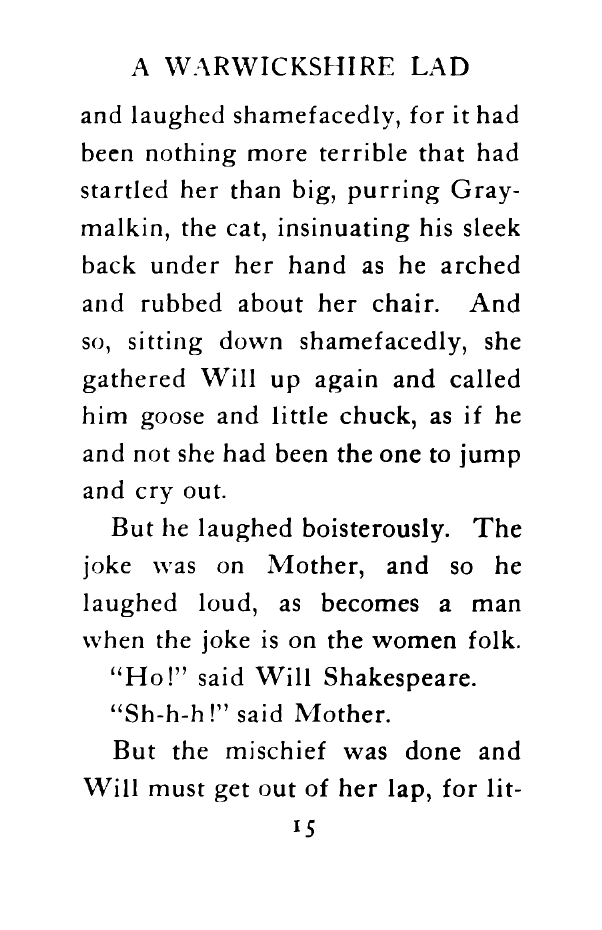 A WARWICKSHIRE LAD
and laughed shamefacedly, for it had
been nothing more terrible that had
startled her than big, purring Gray-
malkin, the cat, insinuating his sleek
back under her hand as he arched
and rubbed about her chair. And
so, sitting down shamefacedly, she
gathered Will up again and called
him goose and little chuck, as if he
and not she had been the one to jump
and cry out.
But he laughed boisterously. The
joke was on Mother, and so he
laughed loud, as becomes a man
when the joke is on the women folk.
“Ho!” said Will Shakespeare.
“Sh-h-h!” said Mother.
But the mischief was done and
Will must get out of her lap, for lit-
15